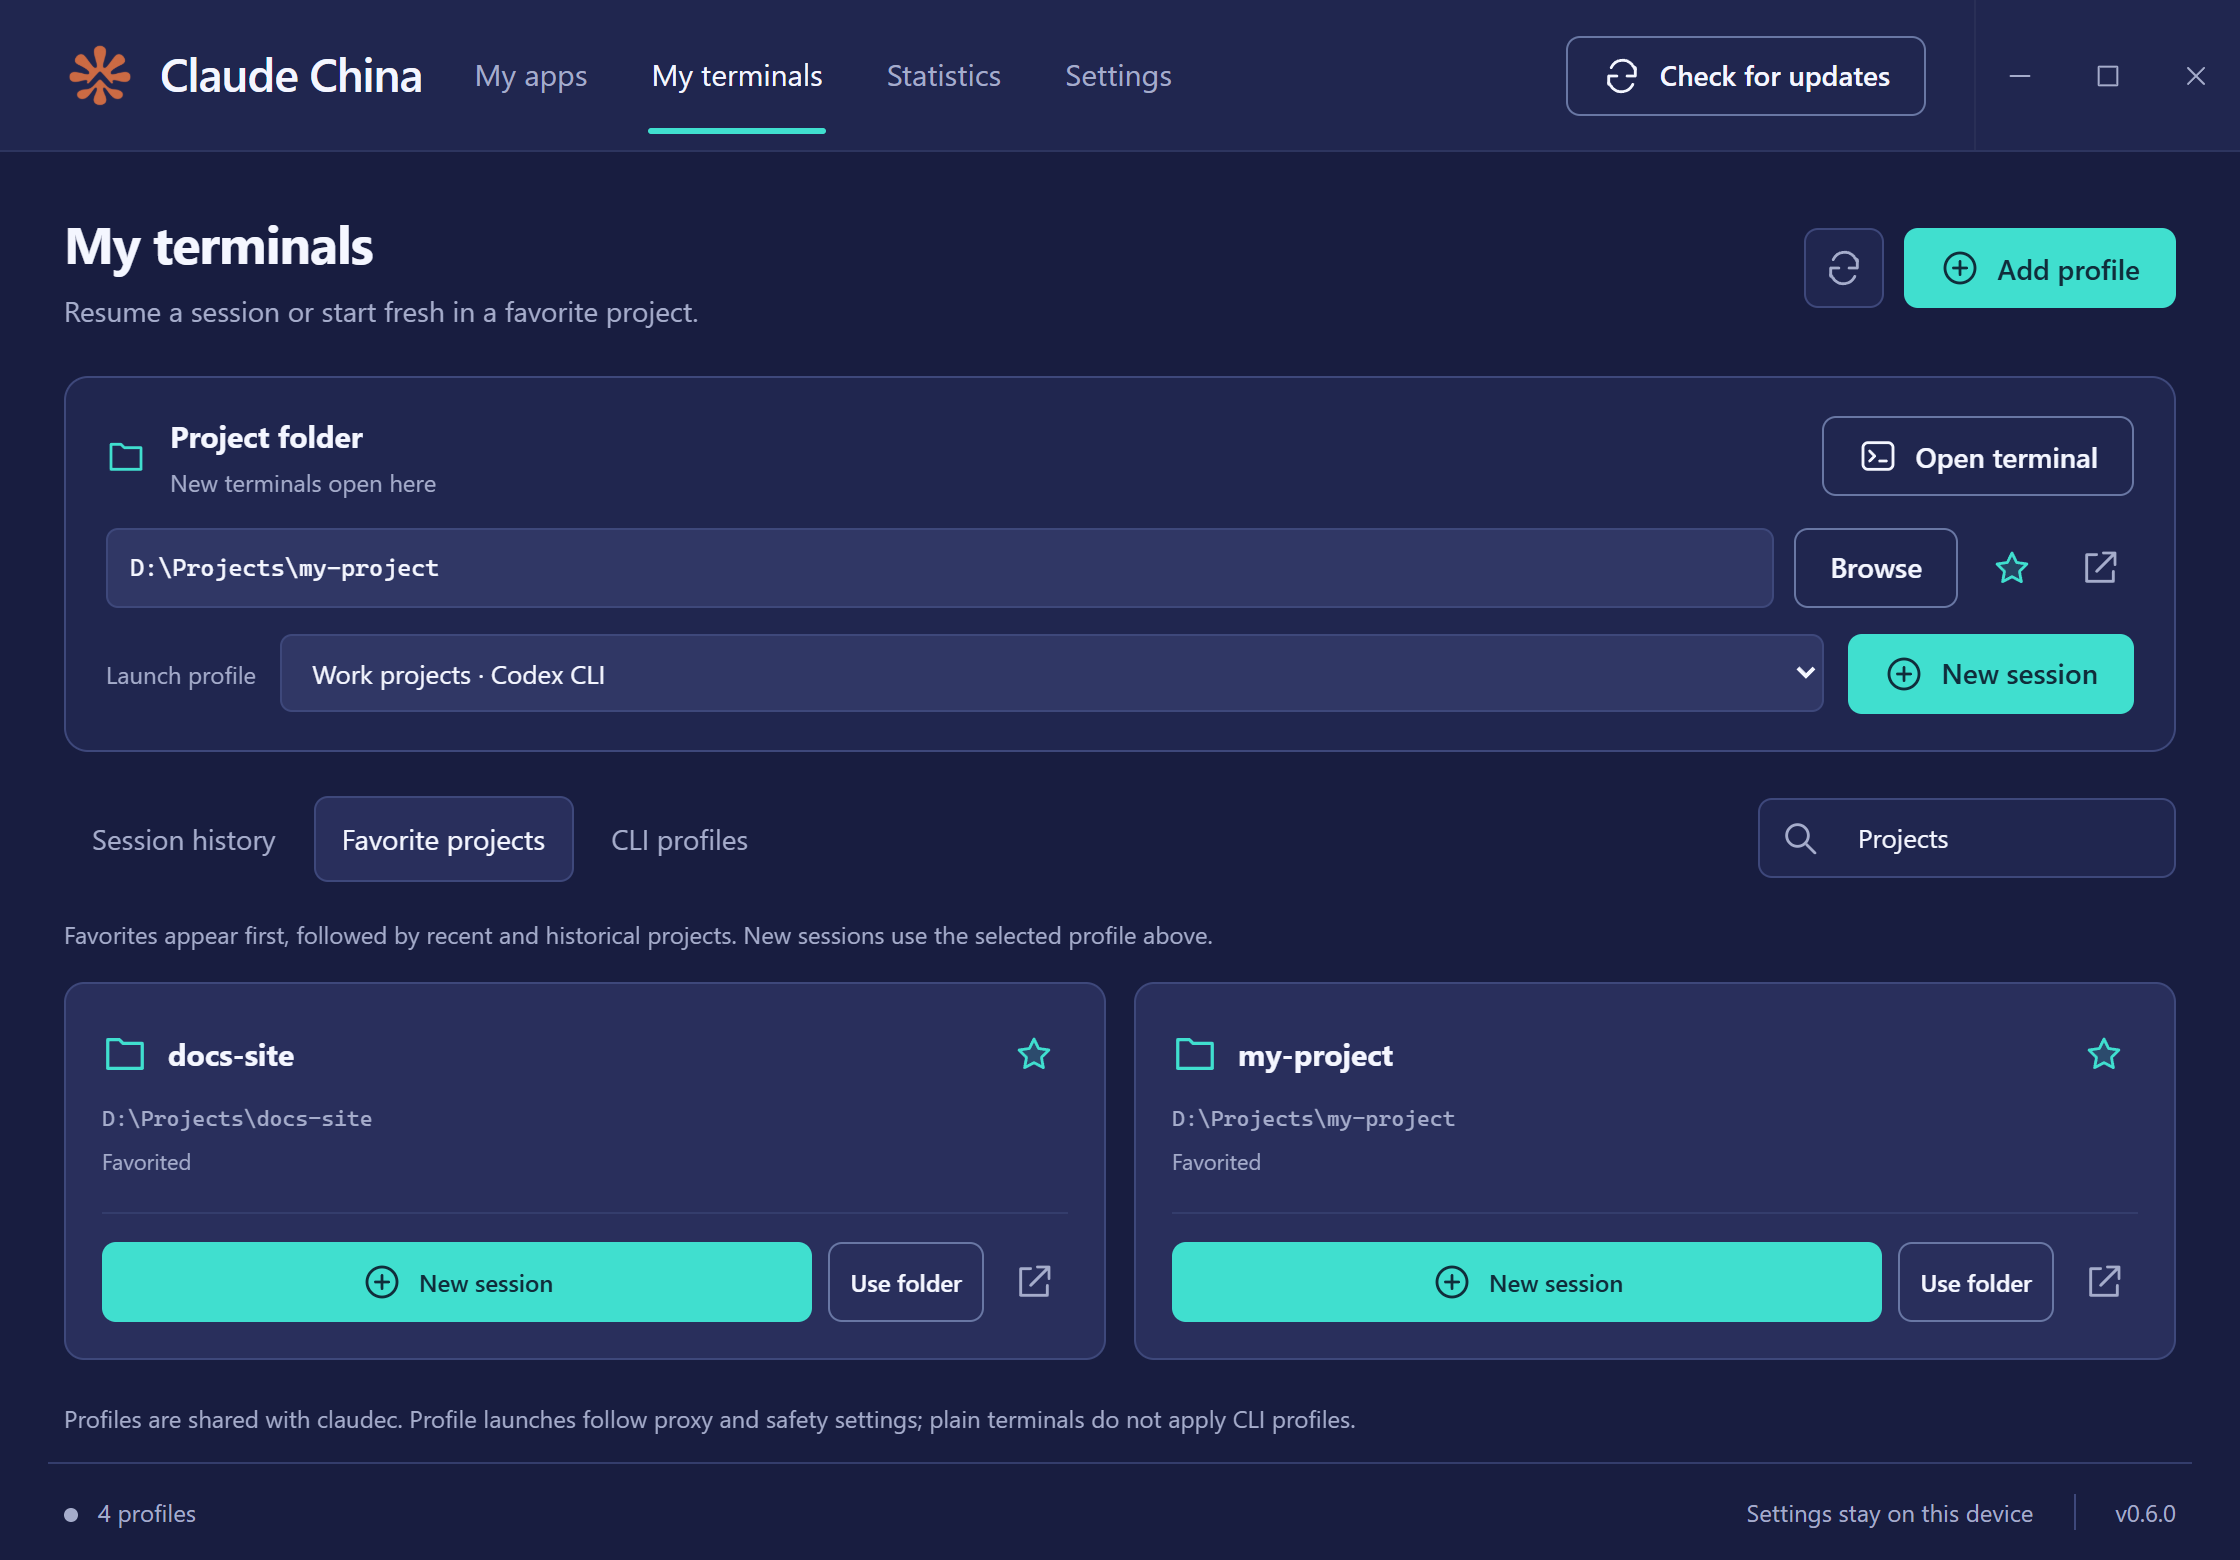 Claude China
My apps
My terminals
Statistics
Settings
Check for updates
My terminals
Resume a session or start fresh in a favorite project.
Add profile
Project folder
New terminals open here
Open terminal
D:\Projects\my-project
Browse
Launch profile
Work projects · Codex CLI
New session
Session history
Favorite projects
CLI profiles
Projects
Favorites appear first, followed by recent and historical projects. New sessions use the selected profile above.
docs-site
D:\Projects\docs-site
Favorited
New session
Use folder
my-project
D:\Projects\my-project
Favorited
New session
Use folder
Profiles are shared with claudec. Profile launches follow proxy and safety settings; plain terminals do not apply CLI profiles.
4 profiles
Settings stay on this device
v0.6.0